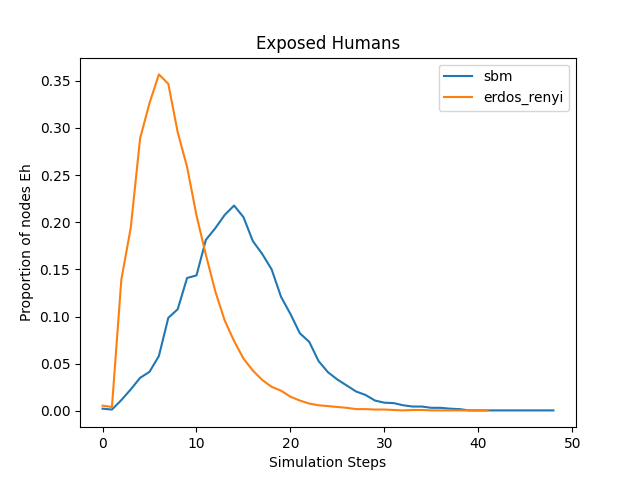 Exposed Humans
sbm
erdos_renyi
Proportion of nodes Eh
0.35
0.30
0.25
0.20
0.15
0.10
0.05
0.00
0 10 20 30 40 50
Simulation Steps